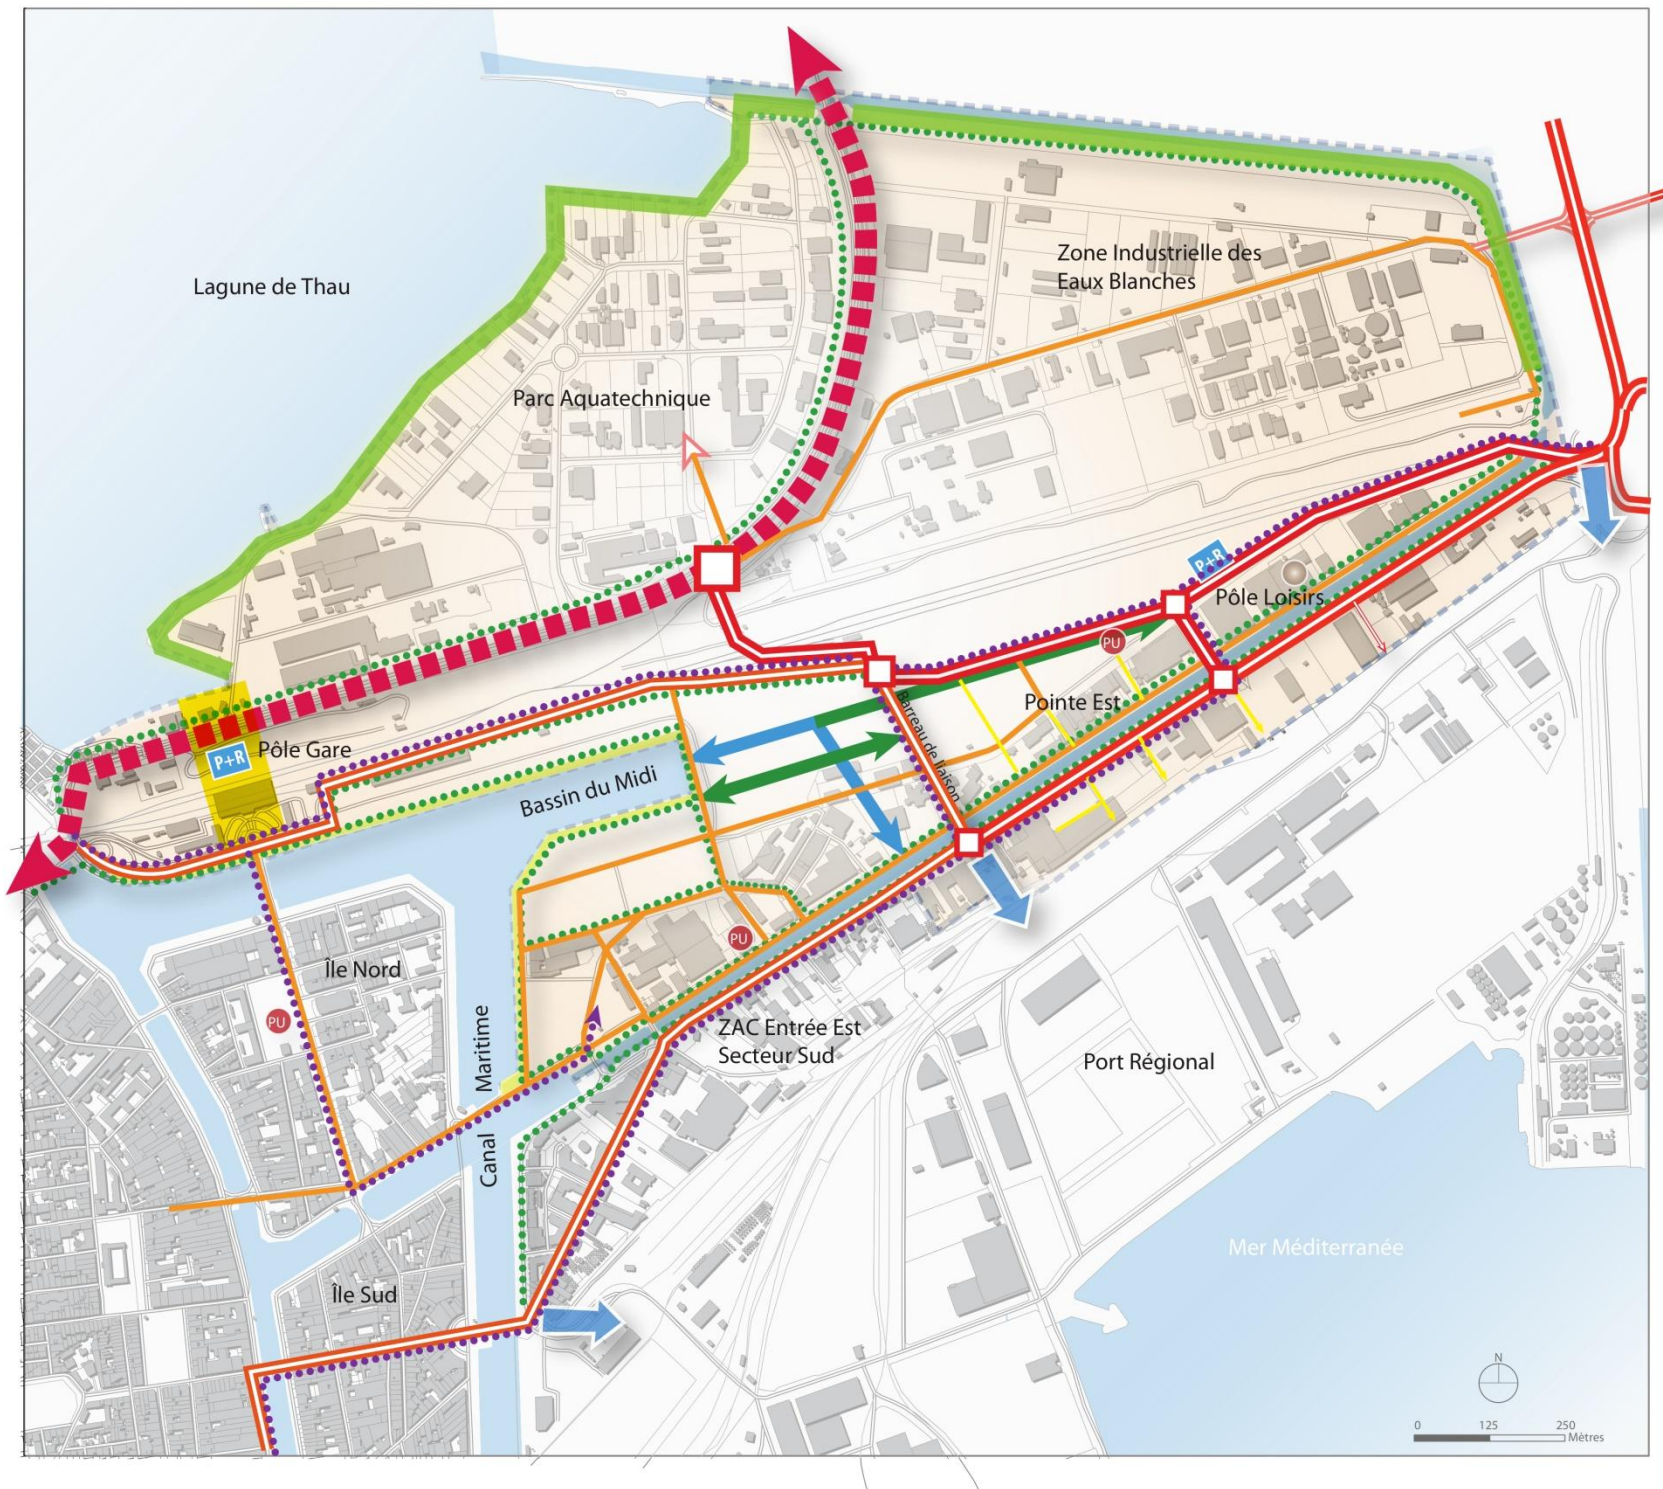 Lagune de Thau
Zone Industrielle des
Eaux Blanches
Parc Aquatechnique
P+R
Pôle Loisirs
PU
Pointe Est
Barreau de liaison
P+R
Pôle Gare
Bassin du Midi
PU
Île Nord
PU
Canal Maritime
ZAC Entrée Est
Secteur Sud
Port Régional
Mer Méditerranée
Île Sud
N
0 125 250
Mètres